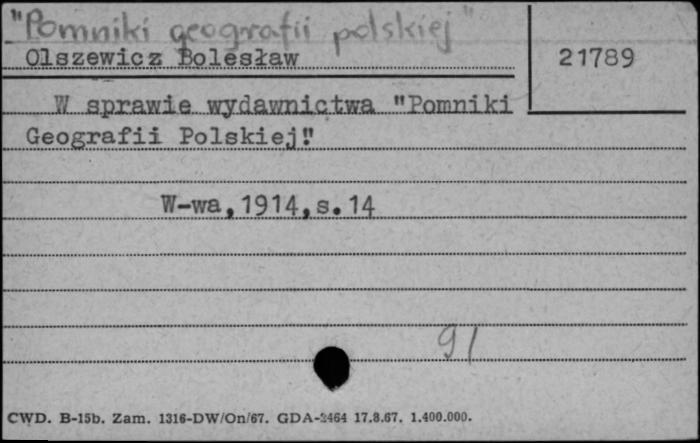 "Pomniki geografii polskiej"
Olszewicz Bolesław
21789
W sprawie wydawnictwa "Pomniki
Geografii Polskiej".
W-wa,1914,s.14
91
CWD. B-15b. Zam. 1316-DW/On/67. GDA-2464 17.8.67. 1.400.000.